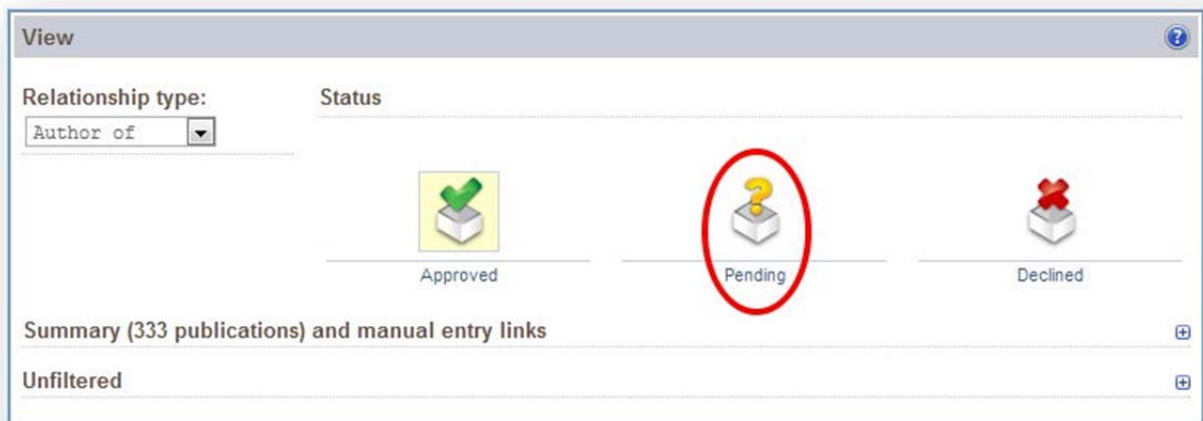 View
Relationship type:
Status
Author of
Approved
Pending
Declined
Summary (333 publications) and manual entry links
Unfiltered